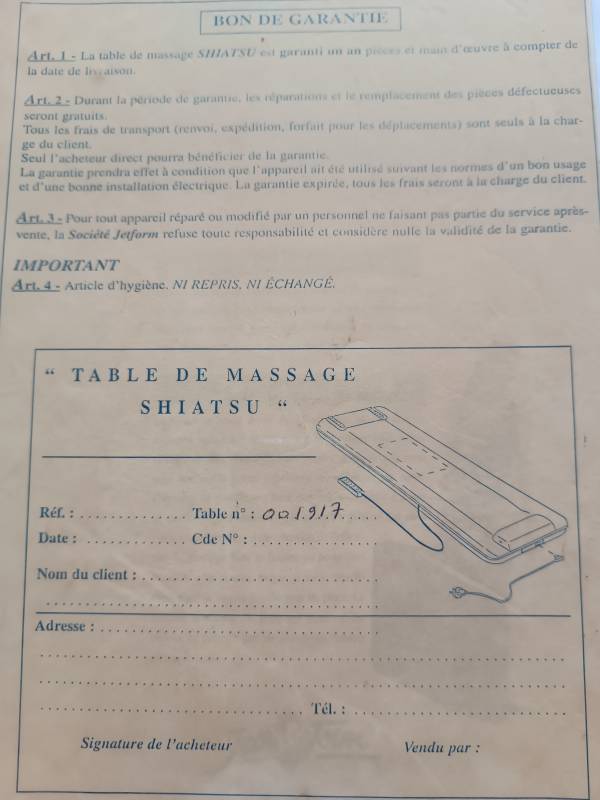 BON DE GARANTIE
Art. 1 - La table de massage SHIATSU est garanti un an pièces et main d'œuvre à compter de
la date de livraison.
Art. 2 - Durant la période de garantie, les réparations et le remplacement des pièces défectueuses
seront gratuits.
Tous les frais de transport (renvoi, expédition, forfait pour les déplacements) sont seuls à la char-
ge du client.
Seul l'acheteur direct pourra bénéficier de la garantie.
La garantie prendra effet à condition que l'appareil ait été utilisé suivant les normes d'un bon usage
et d'une bonne installation électrique. La garantie expirée, tous les frais seront à la charge du client.
Art. 3 - Pour tout appareil réparé ou modifié par un personnel ne faisant pas partie du service après-
vente, la Société Jetform refuse toute responsabilité et considère nulle la validité de la garantie.
IMPORTANT
Art. 4 - Article d'hygiène. NI REPRIS, NI ÉCHANGÉ.
“ TABLE DE MASSAGE
SHIATSU “
Réf. : . . . . . . . . . . . . . . Table n° : 001917
Date : . . . . . . . . . . . . . Cde N° : . . . . . . . . . . . . . . . .
Nom du client : . . . . . . . . . . . . . . . . . . . . . . . . . . . . . .
Adresse : . . . . . . . . . . . . . . . . . . . . . . . . . . . . . . . . . . .
Tél. : . . . . . . . . . . . . . . . . . . . . . . . . . . .
Signature de l'acheteur Vendu par :